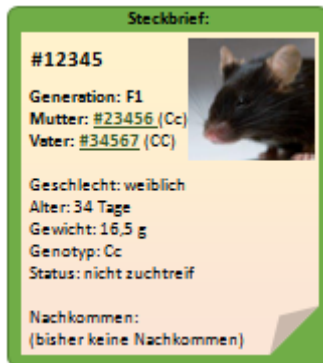 Steckbrief:
#12345
Generation: F1
Mutter: #23456 (Cc)
Vater: #34567 (CC)
Geschlecht: weiblich
Alter: 34 Tage
Gewicht: 16,5 g
Genotyp: Cc
Status: nicht zuchtreif
Nachkommen:
(bisher keine Nachkommen)